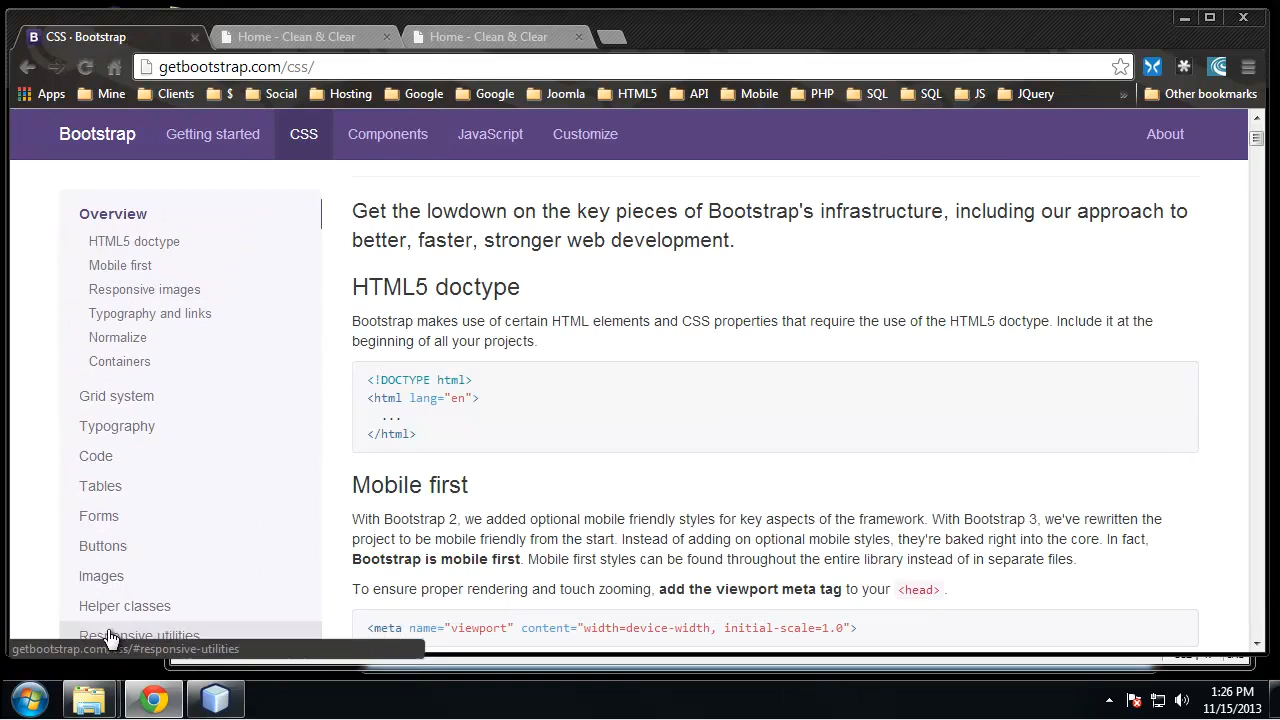 CSS · Bootstrap
Home - Clean & Clear
Home - Clean & Clear
getbootstrap.com/css/
Apps
Mine
Clients
$
Social
Hosting
Google
Google
Joomla
HTML5
API
Mobile
PHP
SQL
SQL
JS
JQuery
»
Other bookmarks
Bootstrap
Getting started
CSS
Components
JavaScript
Customize
About
Overview
HTML5 doctype
Mobile first
Responsive images
Typography and links
Normalize
Containers
Grid system
Typography
Code
Tables
Forms
Buttons
Images
Helper classes
Responsive utilities
Get the lowdown on the key pieces of Bootstrap's infrastructure, including our approach to
better, faster, stronger web development.
HTML5 doctype
Bootstrap makes use of certain HTML elements and CSS properties that require the use of the HTML5 doctype. Include it at the
beginning of all your projects.
<!DOCTYPE html>
<html lang="en">
...
</html>
Mobile first
With Bootstrap 2, we added optional mobile friendly styles for key aspects of the framework. With Bootstrap 3, we've rewritten the
project to be mobile friendly from the start. Instead of adding on optional mobile styles, they're baked right into the core. In fact,
Bootstrap is mobile first. Mobile first styles can be found throughout the entire library instead of in separate files.
To ensure proper rendering and touch zooming, add the viewport meta tag to your <head> .
<meta name="viewport" content="width=device-width, initial-scale=1.0">
getbootstrap.com/css/#responsive-utilities
1:26 PM
11/15/2013